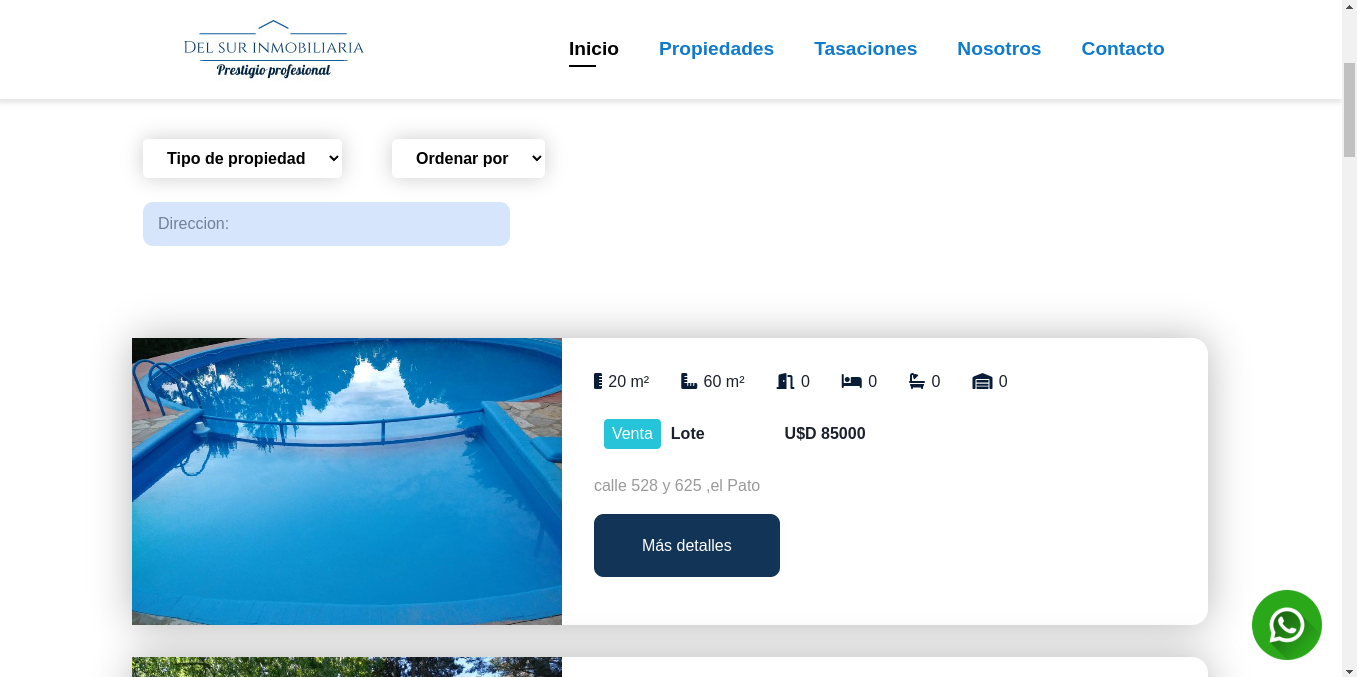 DEL SUR INMOBILIARIA
Prestigio profesional
Inicio Propiedades Tasaciones Nosotros Contacto
Tipo de propiedad Ordenar por
Direccion:
20 m² 60 m² 0 0 0 0
Venta Lote U$D 85000
calle 528 y 625 ,el Pato
Más detalles